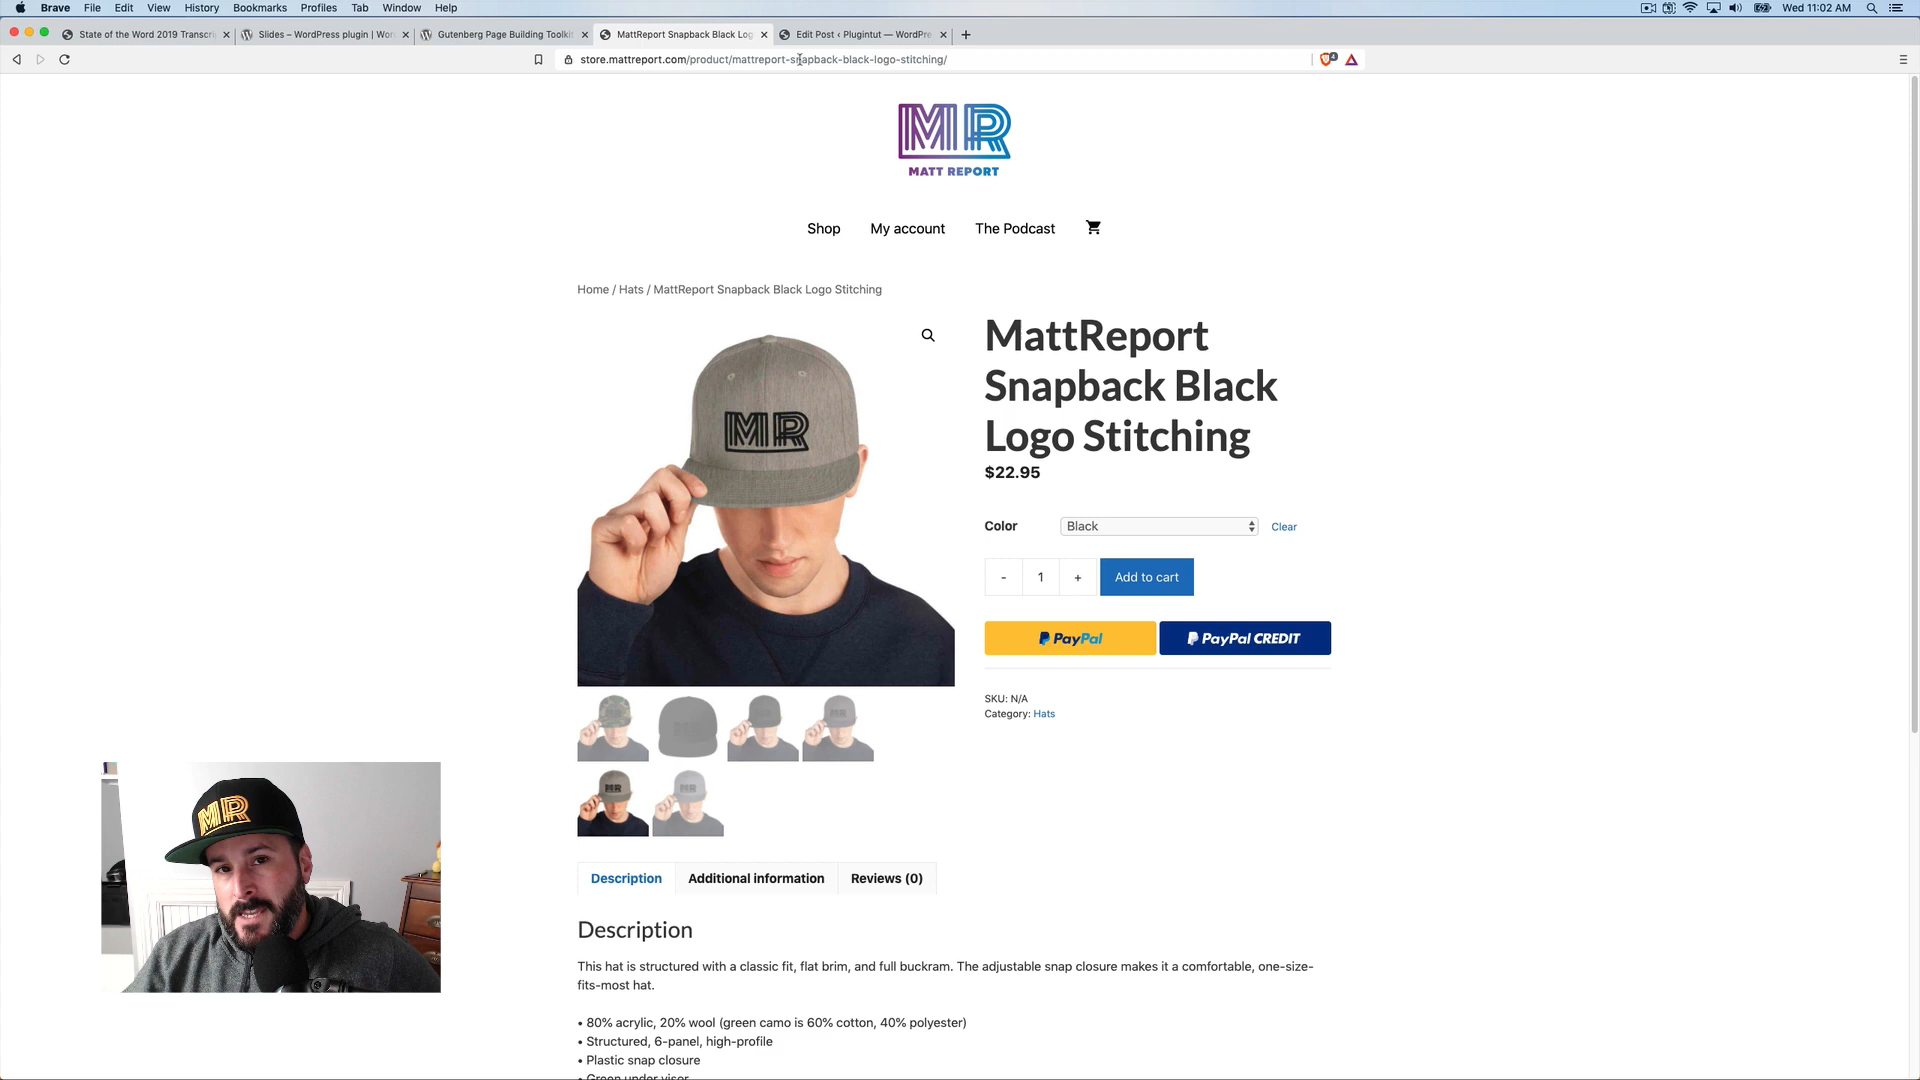 Brave File Edit View History Bookmarks Profiles Tab Window Help
Wed 11:02 AM
State of the Word 2019 Transcri
Slides – WordPress plugin | Wor
Gutenberg Page Building Toolkit
MattReport Snapback Black Log
Edit Post ‹ Plugintut — WordPre
store.mattreport.com/product/mattreport-snapback-black-logo-stitching/
MR
MATT REPORT
Shop
My account
The Podcast
Home / Hats / MattReport Snapback Black Logo Stitching
MR
MattReport
Snapback Black
Logo Stitching
$22.95
Color
Black
Clear
-
1
+
Add to cart
PayPal
PayPal CREDIT
SKU: N/A
Category: Hats
MR
MR
Description
Additional information
Reviews (0)
Description
This hat is structured with a classic fit, flat brim, and full buckram. The adjustable snap closure makes it a comfortable, one-size-
fits-most hat.
• 80% acrylic, 20% wool (green camo is 60% cotton, 40% polyester)
• Structured, 6-panel, high-profile
• Plastic snap closure
• Green under visor